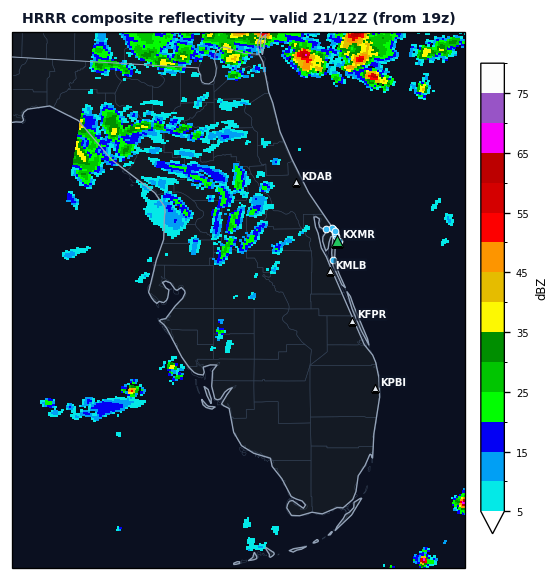 HRRR composite reflectivity — valid 21/12Z (from 19z)
KDAB
KXMR
KMLB
KFPR
KPBI
75
65
55
45
35
25
15
5
dBZ